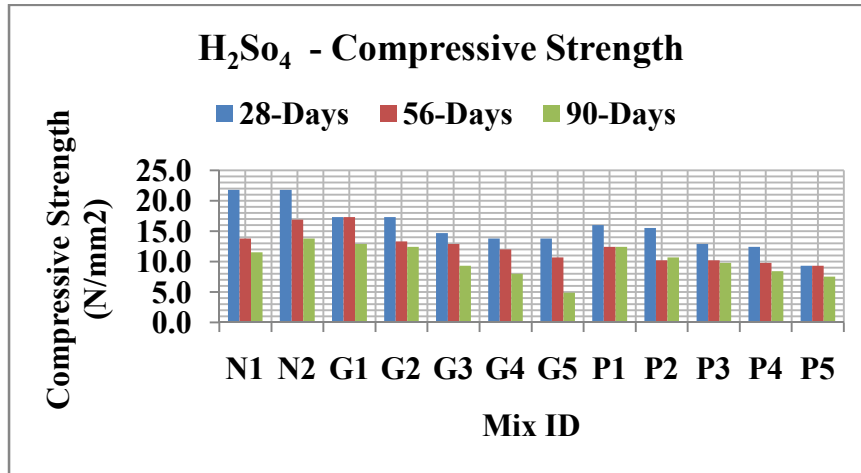 H₂So₄ - Compressive Strength
28-Days 56-Days 90-Days
Compressive Strength
(N/mm2)
25.0
20.0
15.0
10.0
5.0
0.0
N1 N2 G1 G2 G3 G4 G5 P1 P2 P3 P4 P5
Mix ID